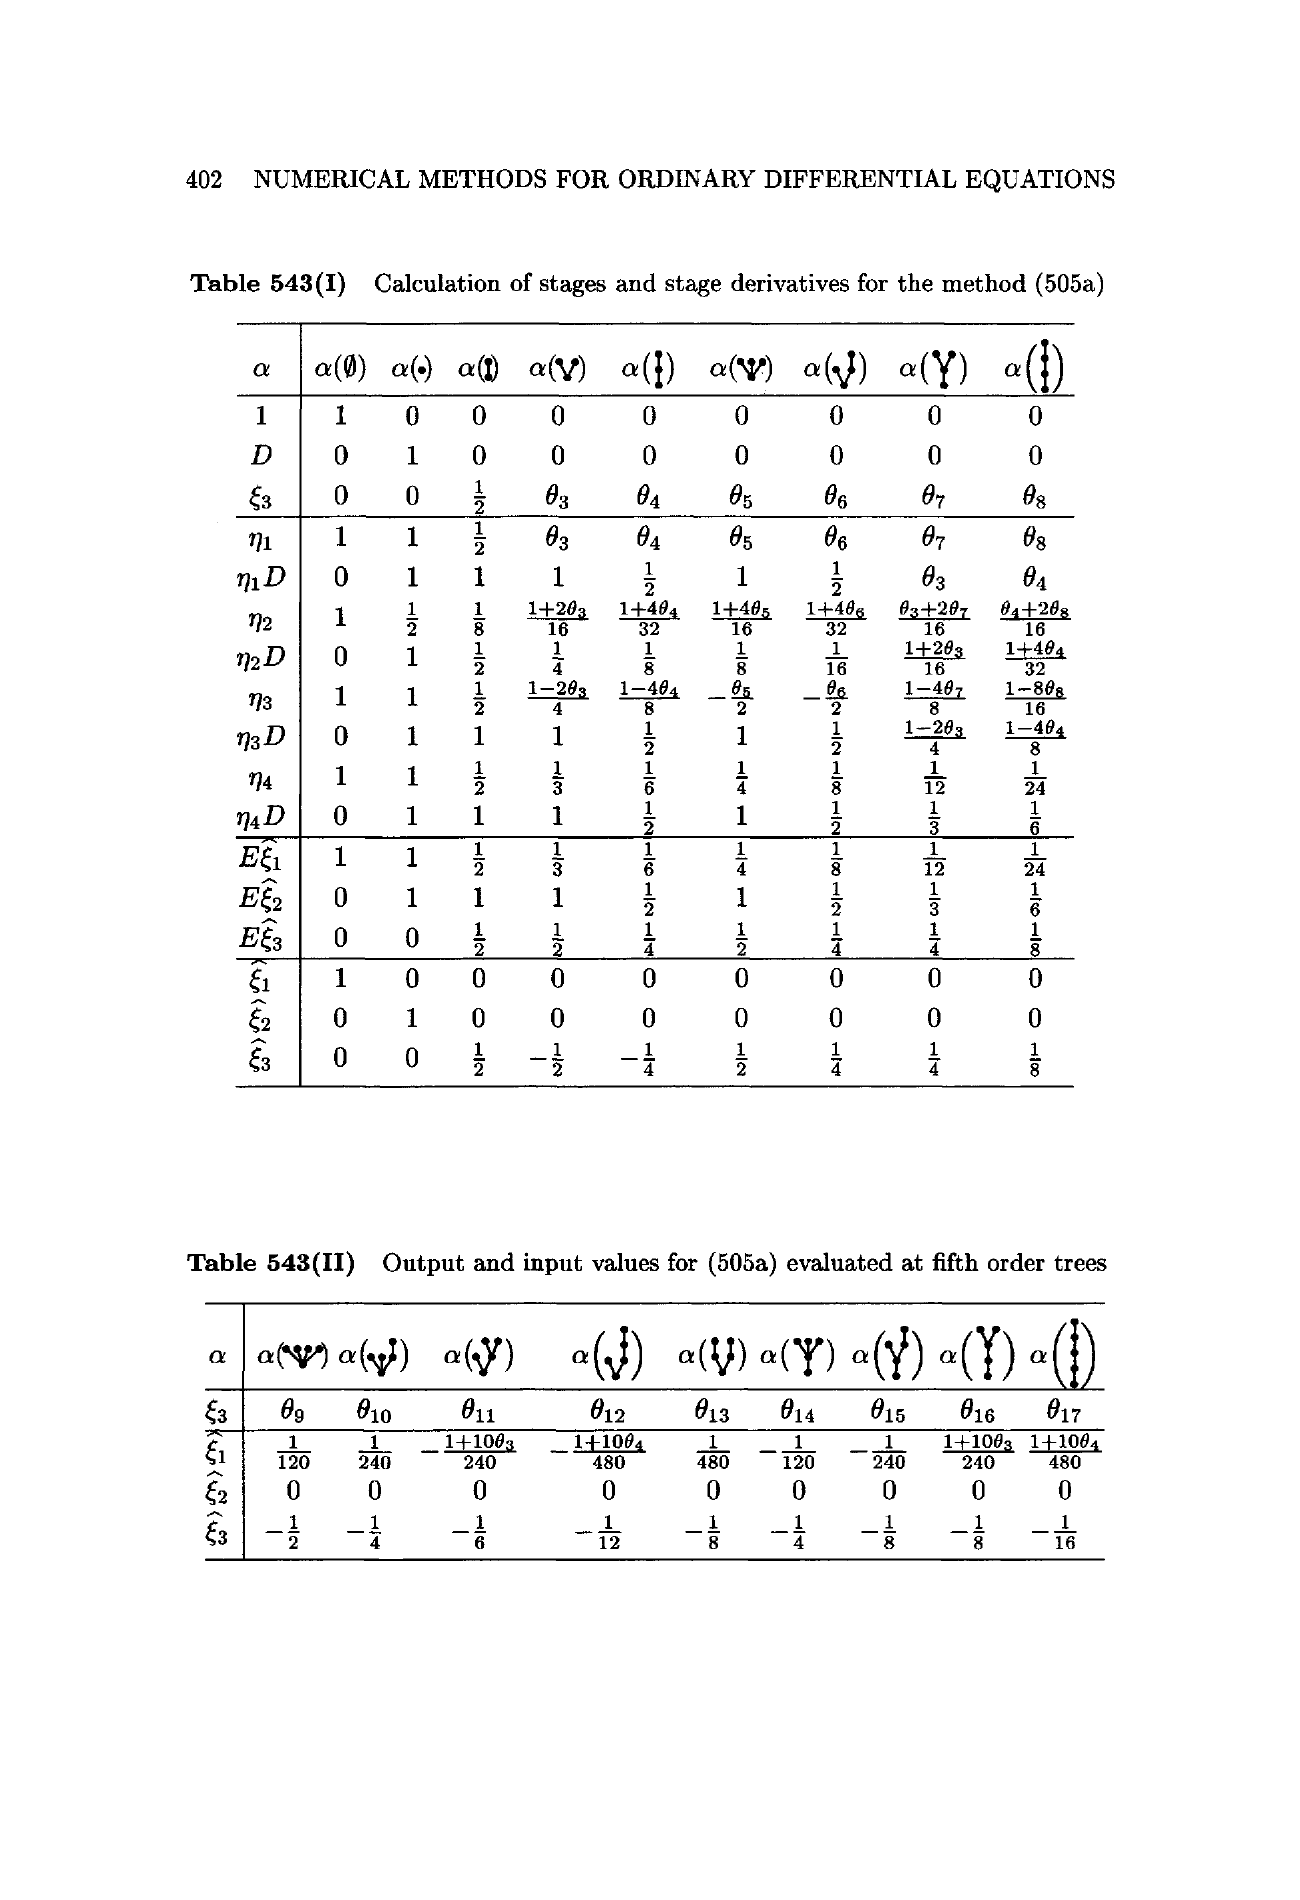 402 NUMERICAL METHODS FOR ORDINARY DIFFERENTIAL EQUATIONS
Table 543(I) Calculation of stages and stage derivatives for the method (505a)
α α(∅) α(•) α( ) α( ) α( ) α( ) α( ) α( ) α( )
1 1 0 0 0 0 0 0 0 0
D 0 1 0 0 0 0 0 0 0
ξ3 0 0 1/2 θ3 θ4 θ5 θ6 θ7 θ8
η1 1 1 1/2 θ3 θ4 θ5 θ6 θ7 θ8
η1D 0 1 1 1 1/2 1 1/2 θ3 θ4
η2 1 1/2 1/8 (1+2θ3)/16 (1+4θ4)/32 (1+4θ5)/16 (1+4θ6)/32 (θ3+2θ7)/16 (θ4+2θ8)/16
η2D 0 1 1/2 1/4 1/8 1/8 1/16 (1+2θ3)/16 (1+4θ4)/32
η3 1 1 1/2 (1−2θ3)/4 (1−4θ4)/8 −θ5/2 −θ6/2 (1−4θ7)/8 (1−8θ8)/16
η3D 0 1 1 1 1/2 1 1/2 (1−2θ3)/4 (1−4θ4)/8
η4 1 1 1/2 1/3 1/6 1/4 1/8 1/12 1/24
η4D 0 1 1 1 1/2 1 1/2 1/3 1/6
Eξ̂1 1 1 1/2 1/3 1/6 1/4 1/8 1/12 1/24
Eξ̂2 0 1 1 1 1/2 1 1/2 1/3 1/6
Eξ̂3 0 0 1/2 1/2 1/4 1/2 1/4 1/4 1/8
ξ̂1 1 0 0 0 0 0 0 0 0
ξ̂2 0 1 0 0 0 0 0 0 0
ξ̂3 0 0 1/2 −1/2 −1/4 1/2 1/4 1/4 1/8
Table 543(II) Output and input values for (505a) evaluated at fifth order trees
α α( ) α( ) α( ) α( ) α( ) α( ) α( ) α( ) α( )
ξ3 θ9 θ10 θ11 θ12 θ13 θ14 θ15 θ16 θ17
ξ̂1 1/120 1/240 −(1+10θ3)/240 −(1+10θ4)/480 1/480 −1/120 −1/240 (1+10θ3)/240 (1+10θ4)/480
ξ̂2 0 0 0 0 0 0 0 0 0
ξ̂3 −1/2 −1/4 −1/6 −1/12 −1/8 −1/4 −1/8 −1/8 −1/16